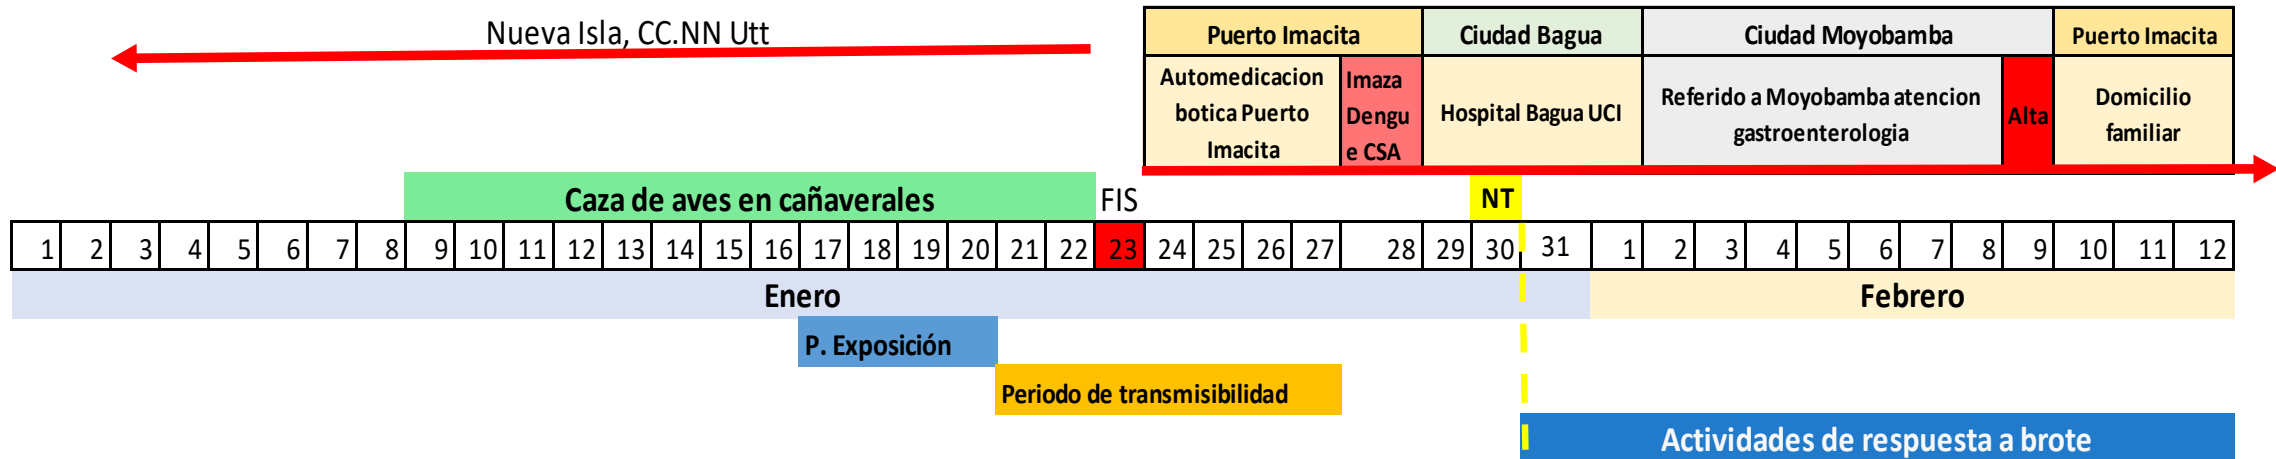 Nueva Isla, CC.NN Utt
Puerto Imacita
Ciudad Bagua
Ciudad Moyobamba
Puerto Imacita
Automedicacion
botica Puerto
Imacita
Imaza
Dengu
e CSA
Hospital Bagua UCI
Referido a Moyobamba atencion
gastroenterologia
Alta
Domicilio
familiar
Caza de aves en cañaverales
FIS
NT
1 2 3 4 5 6 7 8 9 10 11 12 13 14 15 16 17 18 19 20 21 22 23 24 25 26 27 28 29 30 31 1 2 3 4 5 6 7 8 9 10 11 12
Enero
Febrero
P. Exposición
Periodo de transmisibilidad
Actividades de respuesta a brote